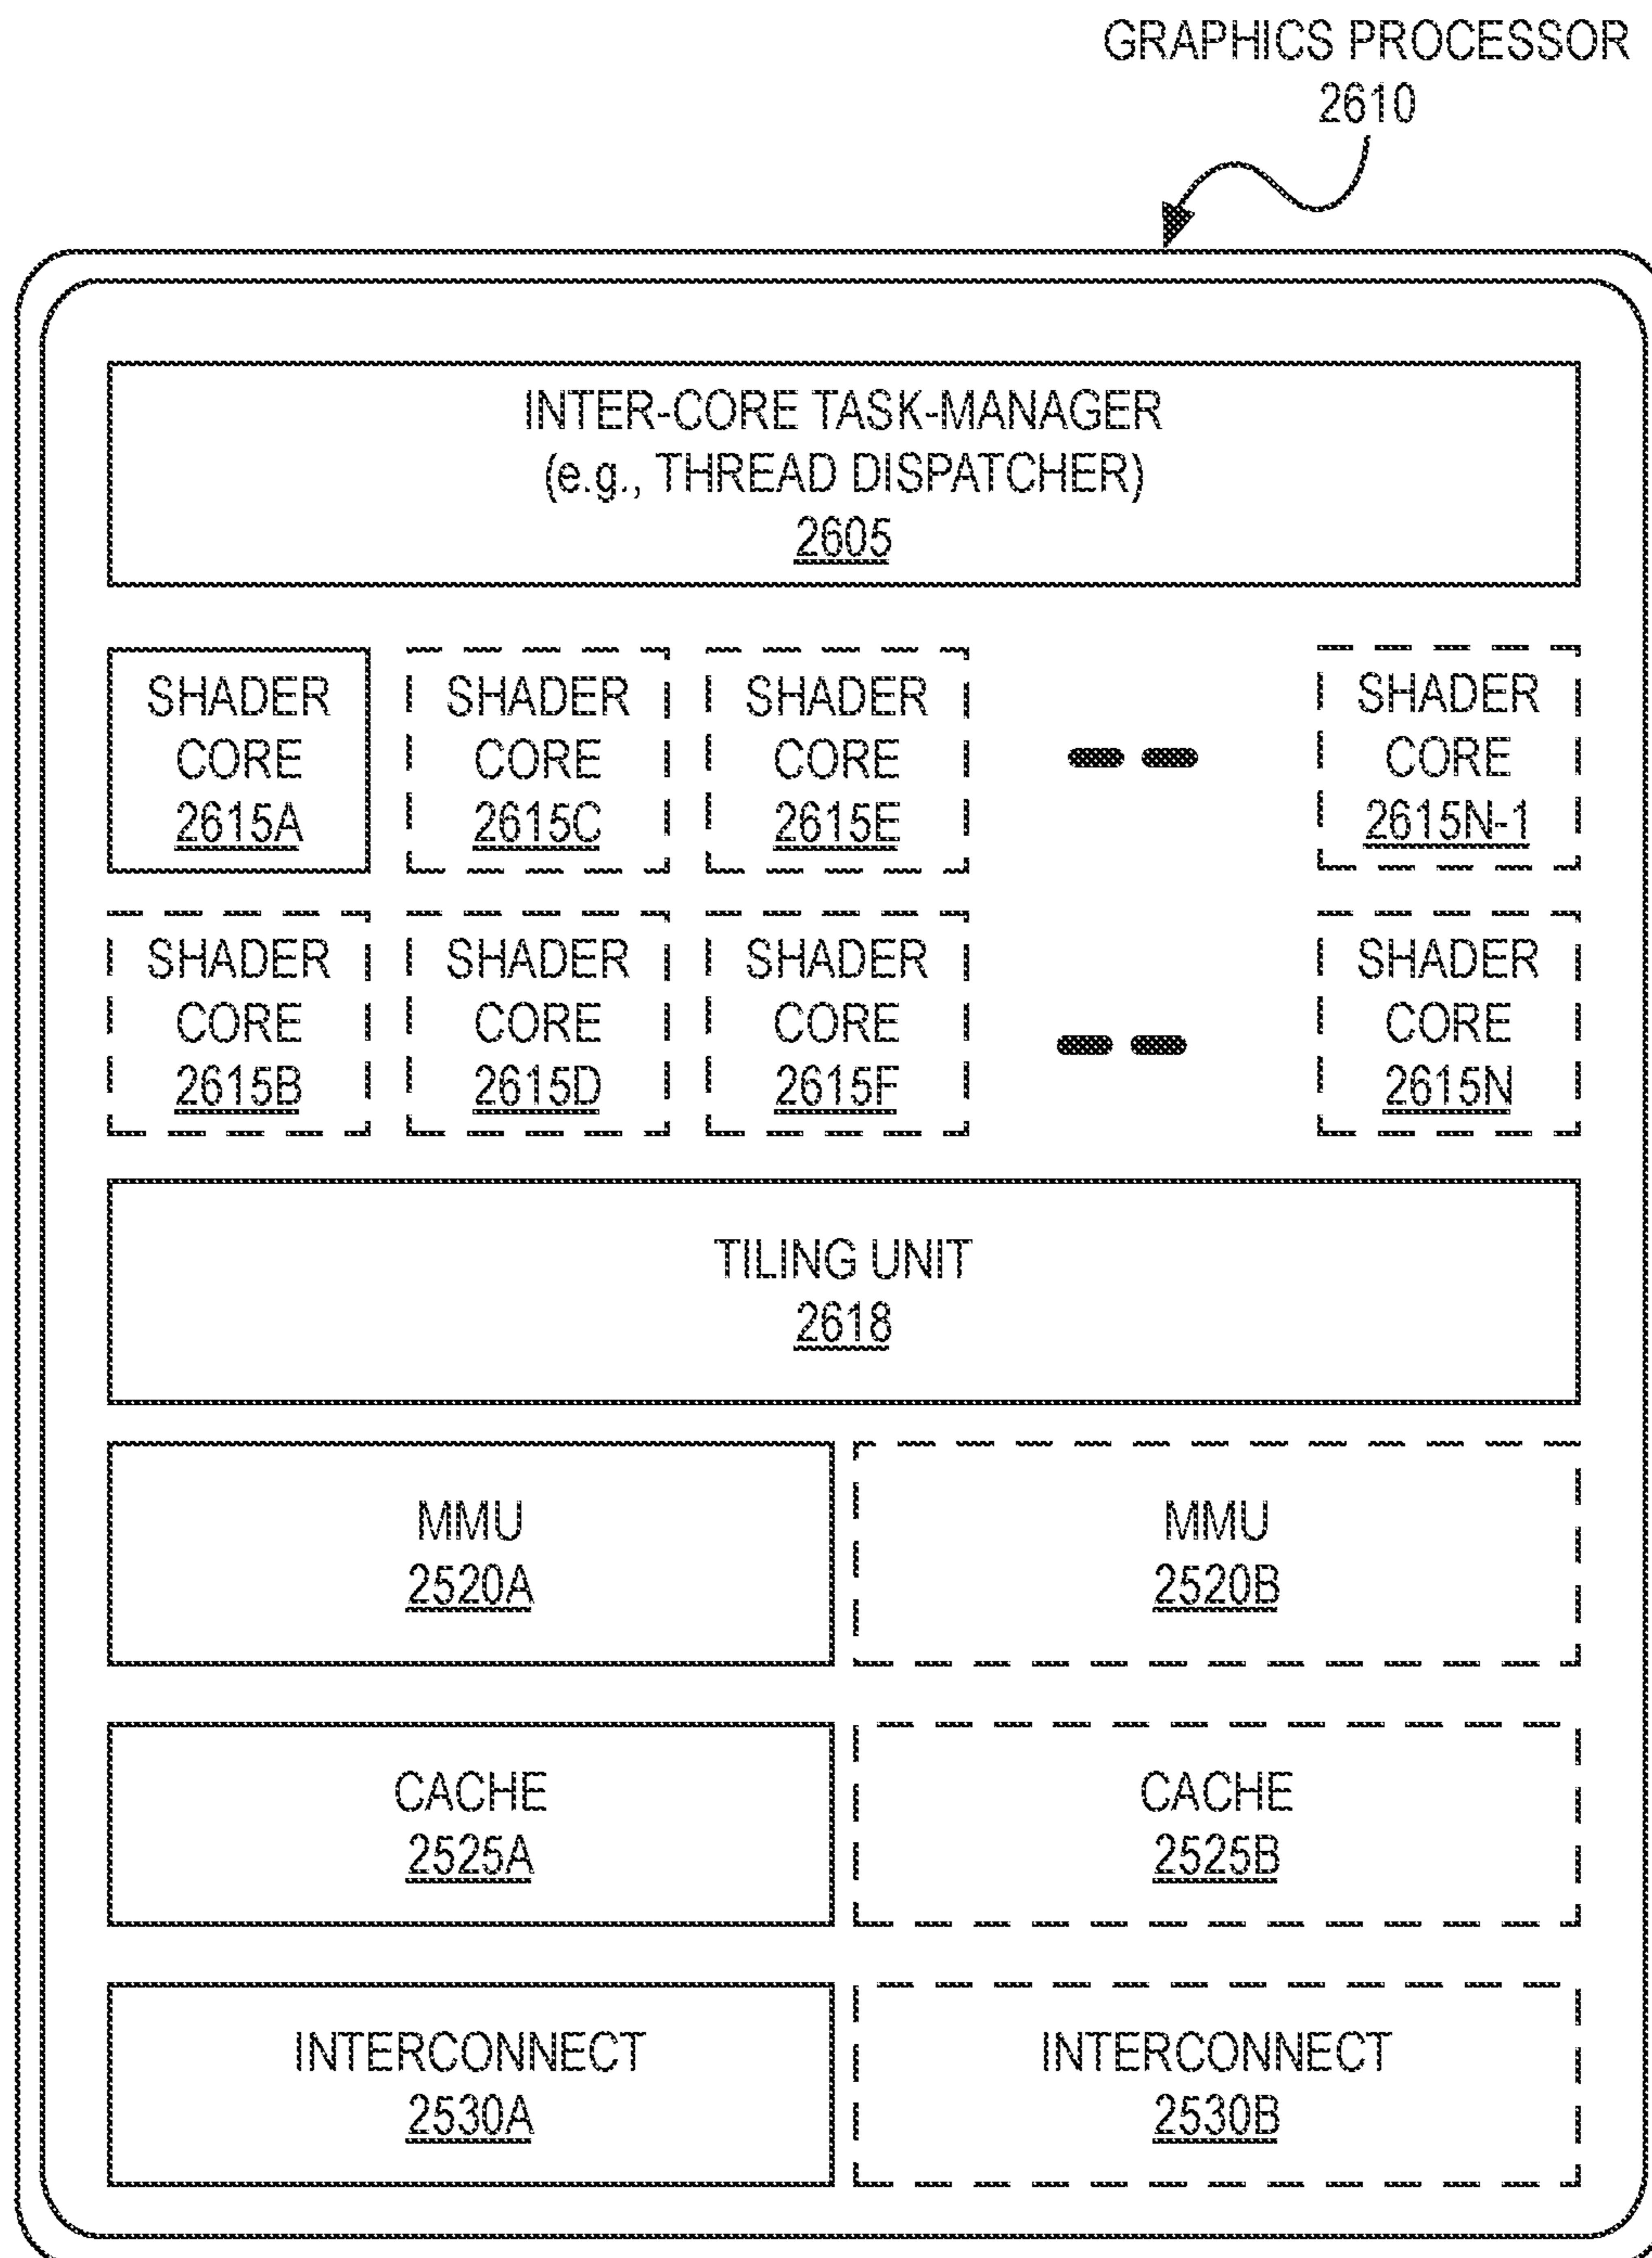 GRAPHICS PROCESSOR
2610
INTER-CORE TASK-MANAGER
(e.g., THREAD DISPATCHER)
2605
SHADER
CORE
2615A
SHADER
CORE
2615C
SHADER
CORE
2615E
SHADER
CORE
2615N-1
SHADER
CORE
2615B
SHADER
CORE
2615D
SHADER
CORE
2615F
SHADER
CORE
2615N
TILING UNIT
2618
MMU
2520A
MMU
2520B
CACHE
2525A
CACHE
2525B
INTERCONNECT
2530A
INTERCONNECT
2530B